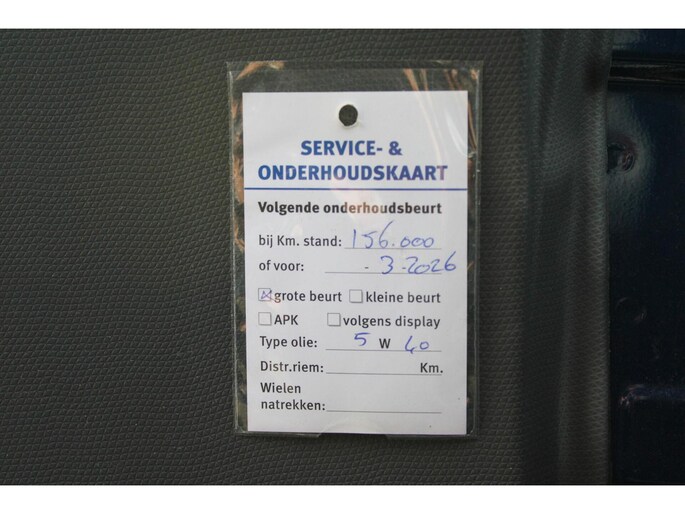 SERVICE- &
ONDERHOUDSKAART
Volgende onderhoudsbeurt
bij Km. stand: 156.000
of voor: - 3-2026
grote beurt kleine beurt
APK volgens display
Type olie: 5 W 40
Distr.riem: Km.
Wielen
natrekken: